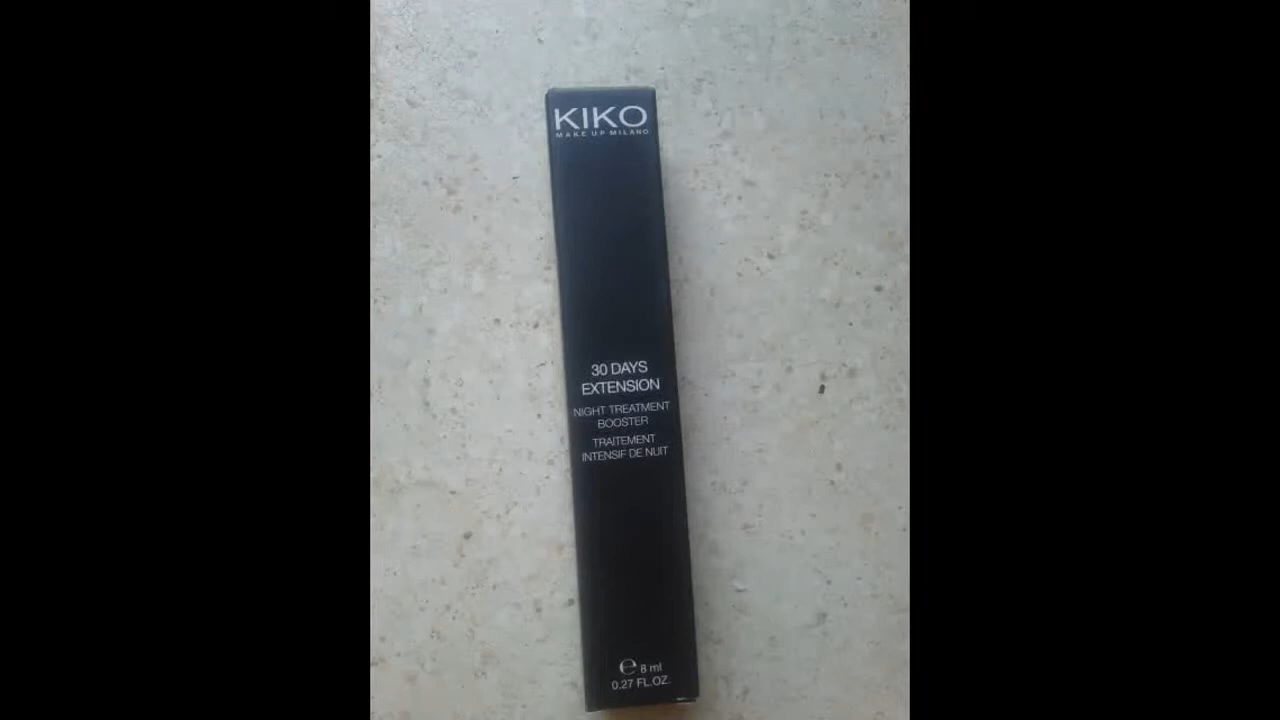 KIKO
MAKE UP MILANO
30 DAYS
EXTENSION
NIGHT TREATMENT
BOOSTER
TRAITEMENT
INTENSIF DE NUIT
℮ 8 ml
0.27 FL.OZ.